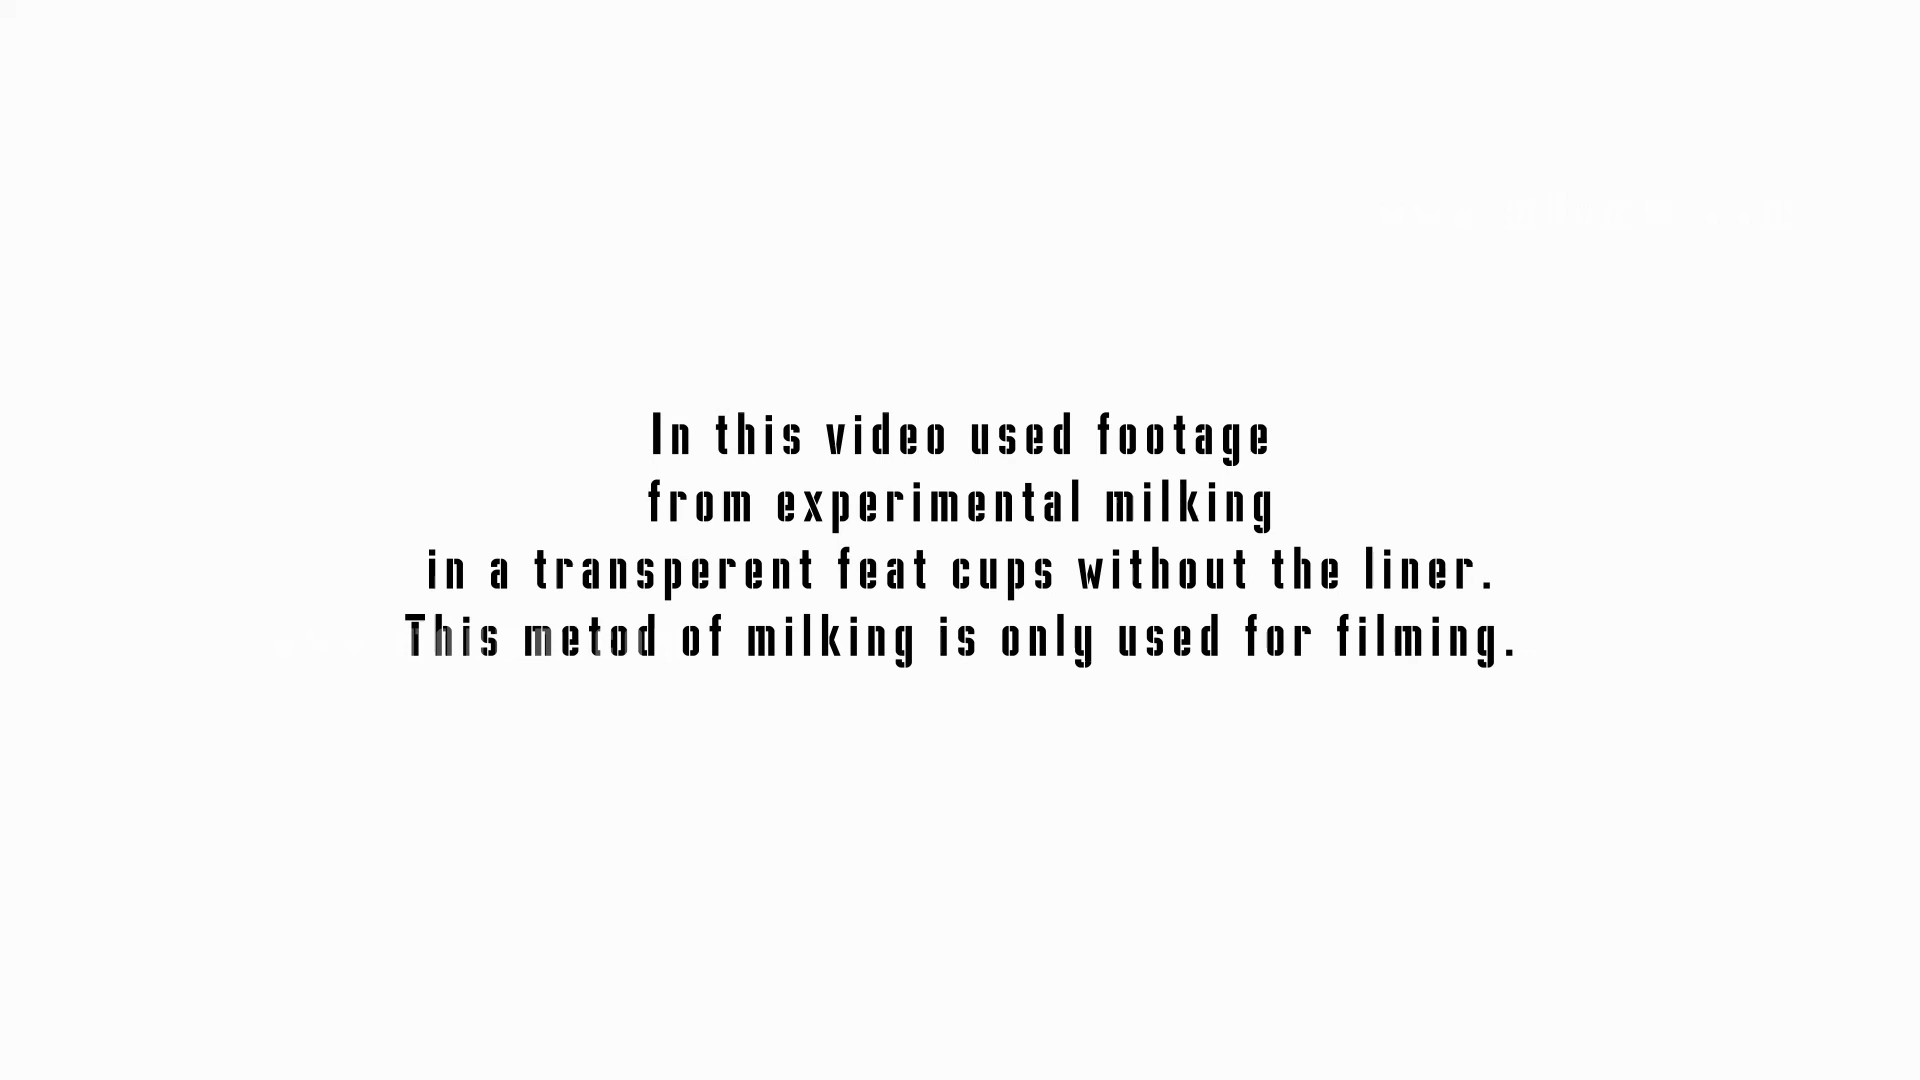 In this video used footage
from experimental milking
in a transperent feat cups without the liner.
This metod of milking is only used for filming.